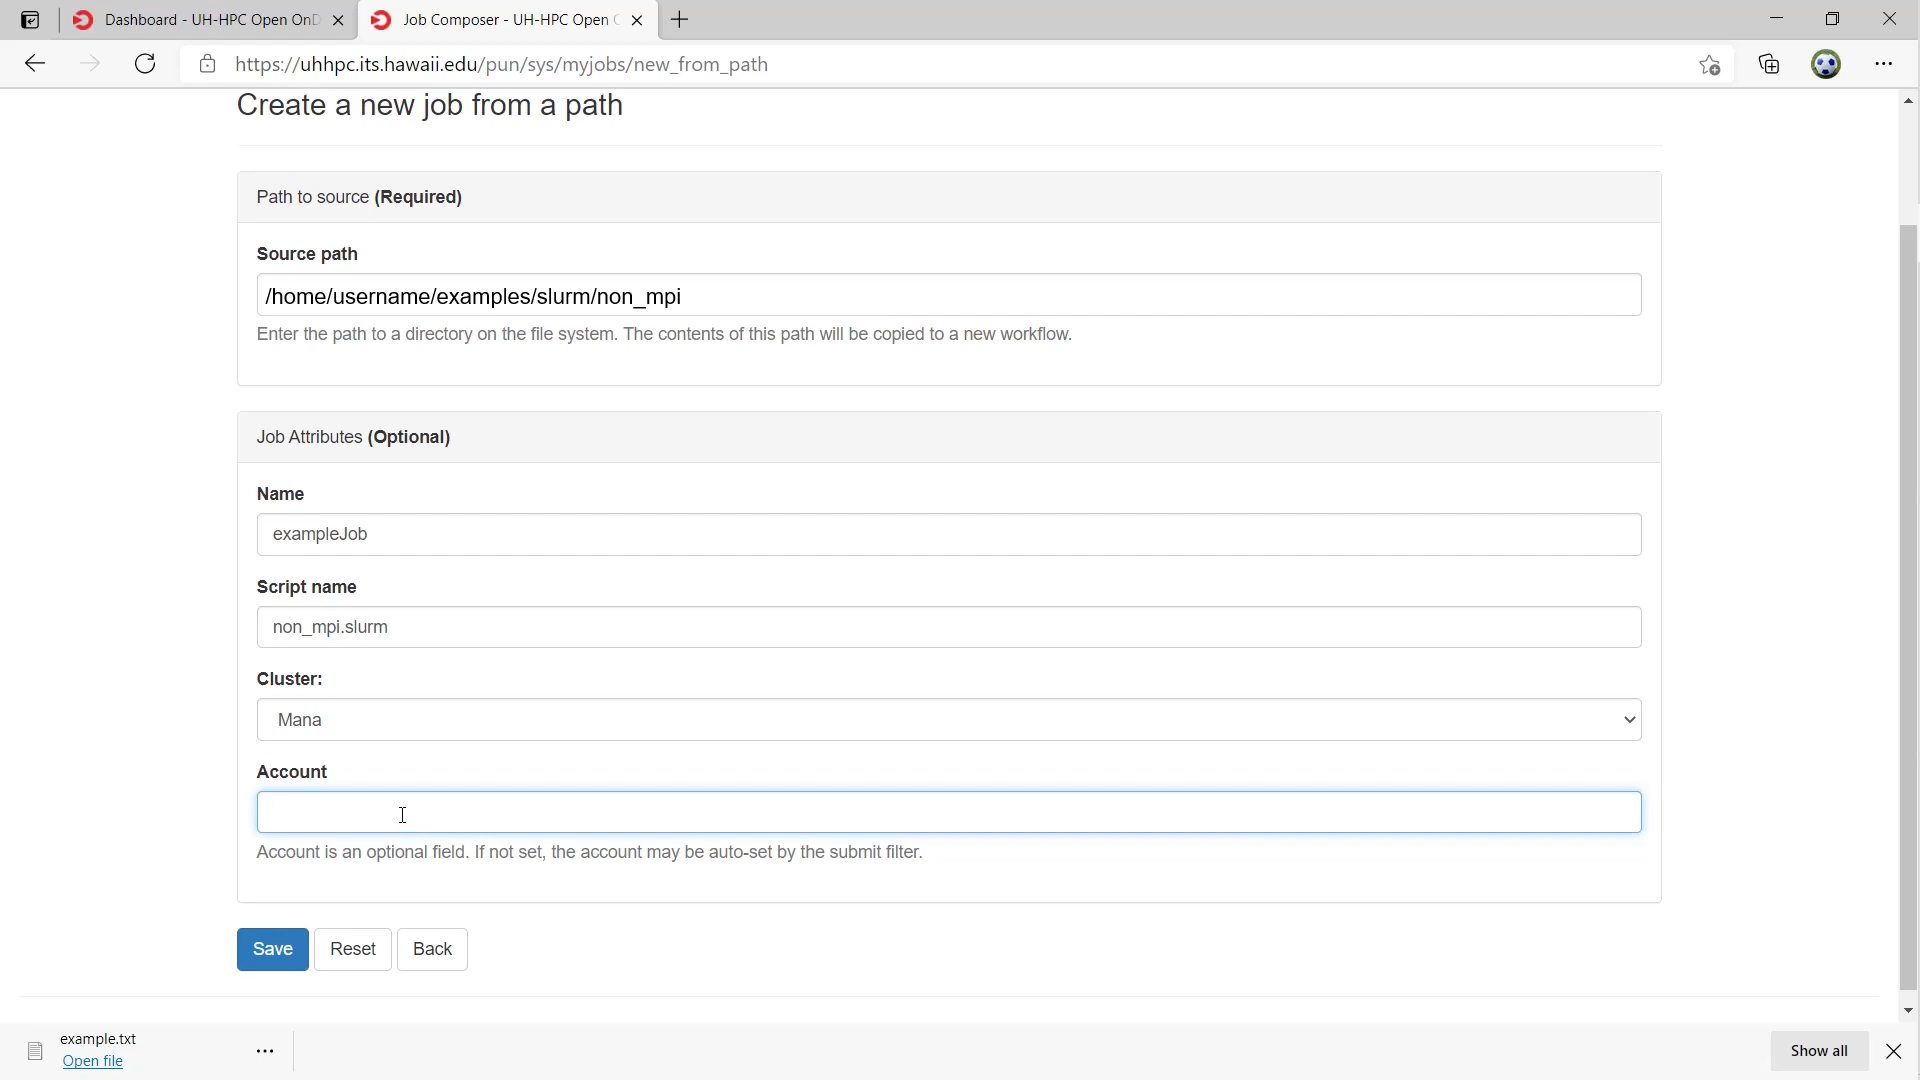 Dashboard - UH-HPC Open OnD
Job Composer - UH-HPC Open
https://uhhpc.its.hawaii.edu/pun/sys/myjobs/new_from_path
Create a new job from a path
Path to source (Required)
Source path
/home/username/examples/slurm/non_mpi
Enter the path to a directory on the file system. The contents of this path will be copied to a new workflow.
Job Attributes (Optional)
Name
exampleJob
Script name
non_mpi.slurm
Cluster:
Mana
Account
Account is an optional field. If not set, the account may be auto-set by the submit filter.
Save Reset Back
example.txt
Open file
Show all